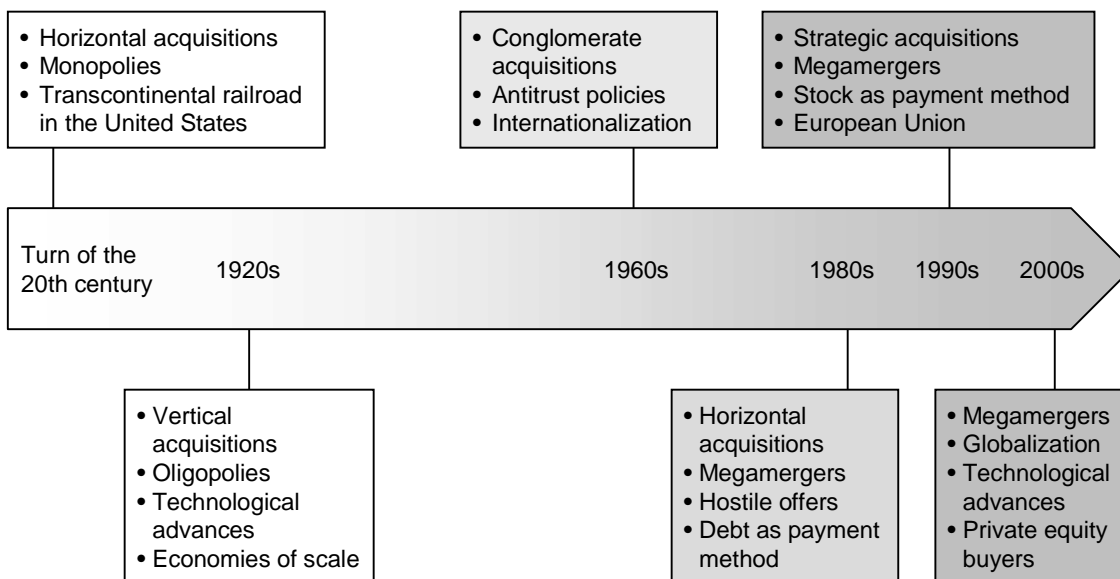 • Horizontal acquisitions
• Monopolies
• Transcontinental railroad
in the United States
• Conglomerate
acquisitions
• Antitrust policies
• Internationalization
• Strategic acquisitions
• Megamergers
• Stock as payment method
• European Union
Turn of the
20th century
1920s
1960s
1980s
1990s
2000s
• Vertical
acquisitions
• Oligopolies
• Technological
advances
• Economies of scale
• Horizontal
acquisitions
• Megamergers
• Hostile offers
• Debt as payment
method
• Megamergers
• Globalization
• Technological
advances
• Private equity
buyers